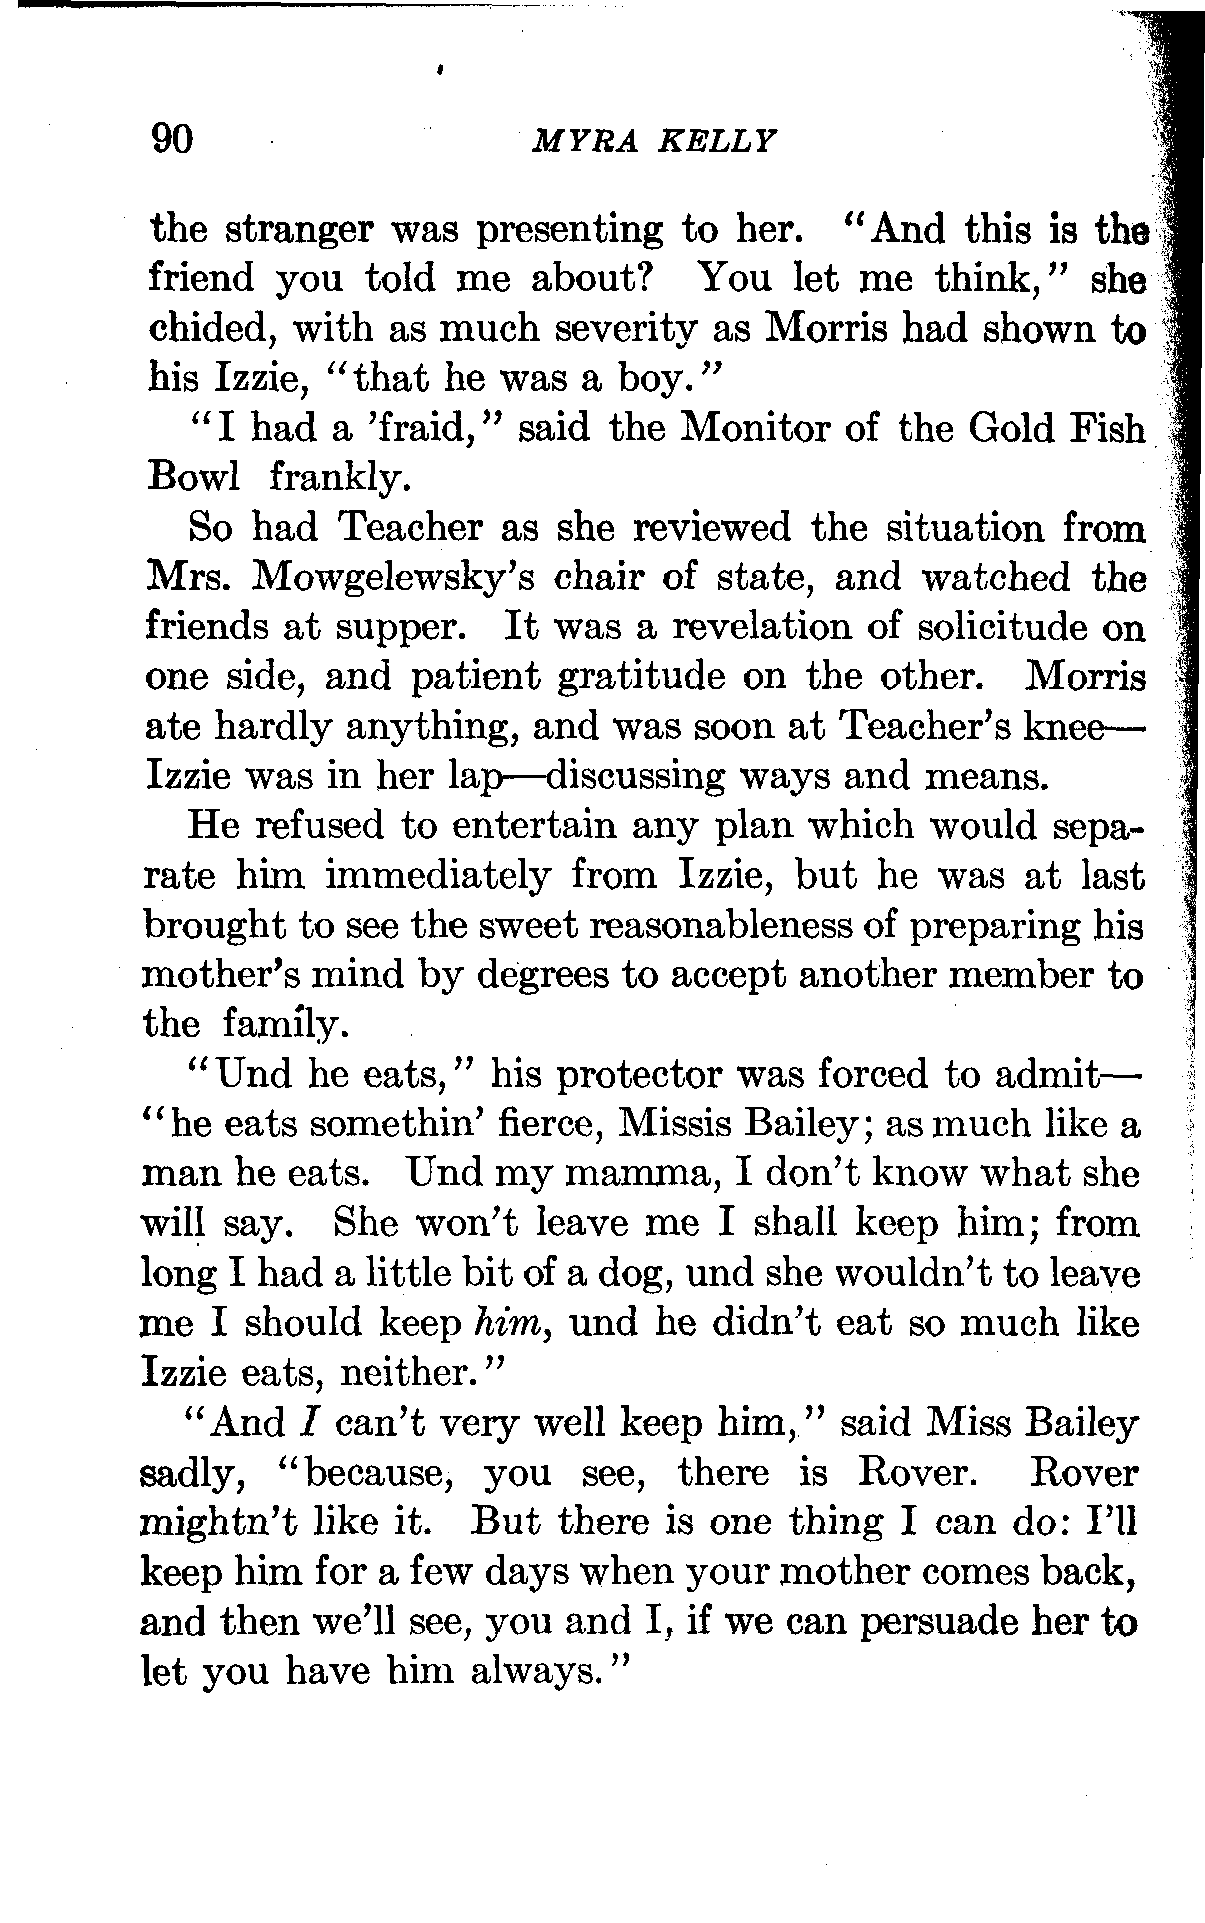 90 MYRA KELLY
the stranger was presenting to her. "And this is the
friend you told me about? You let me think," she
chided, with as much severity as Morris had shown to
his Izzie, "that he was a boy."
"I had a 'fraid," said the Monitor of the Gold Fish
Bowl frankly.
So had Teacher as she reviewed the situation from
Mrs. Mowgelewsky's chair of state, and watched the
friends at supper. It was a revelation of solicitude on
one side, and patient gratitude on the other. Morris
ate hardly anything, and was soon at Teacher's knee—
Izzie was in her lap—discussing ways and means.
He refused to entertain any plan which would sepa-
rate him immediately from Izzie, but he was at last
brought to see the sweet reasonableness of preparing his
mother's mind by degrees to accept another member to
the family.
"Und he eats," his protector was forced to admit—
"he eats somethin' fierce, Missis Bailey; as much like a
man he eats. Und my mamma, I don't know what she
will say. She won't leave me I shall keep him; from
long I had a little bit of a dog, und she wouldn't to leave
me I should keep him, und he didn't eat so much like
Izzie eats, neither."
"And I can't very well keep him," said Miss Bailey
sadly, "because, you see, there is Rover. Rover
mightn't like it. But there is one thing I can do: I'll
keep him for a few days when your mother comes back,
and then we'll see, you and I, if we can persuade her to
let you have him always."